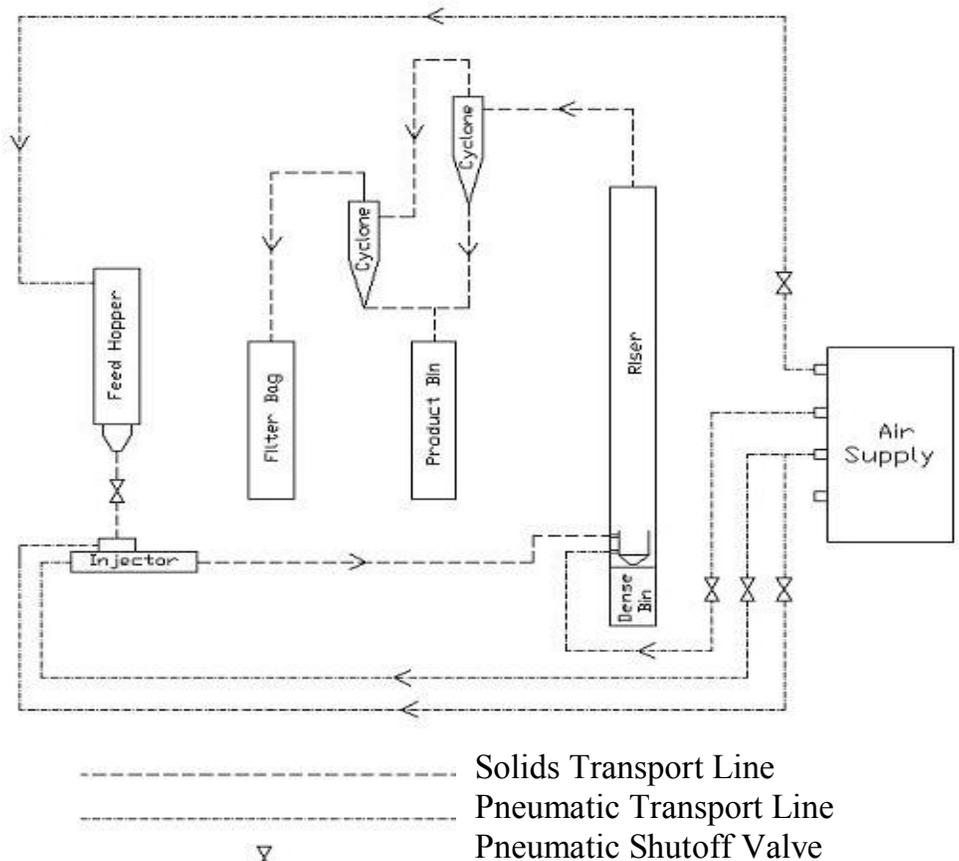 Cyclone
Cyclone
Feed Hopper
Filter Bag
Product Bin
Riser
Air
Supply
Injector
Dense
Bin
Solids Transport Line
Pneumatic Transport Line
Pneumatic Shutoff Valve